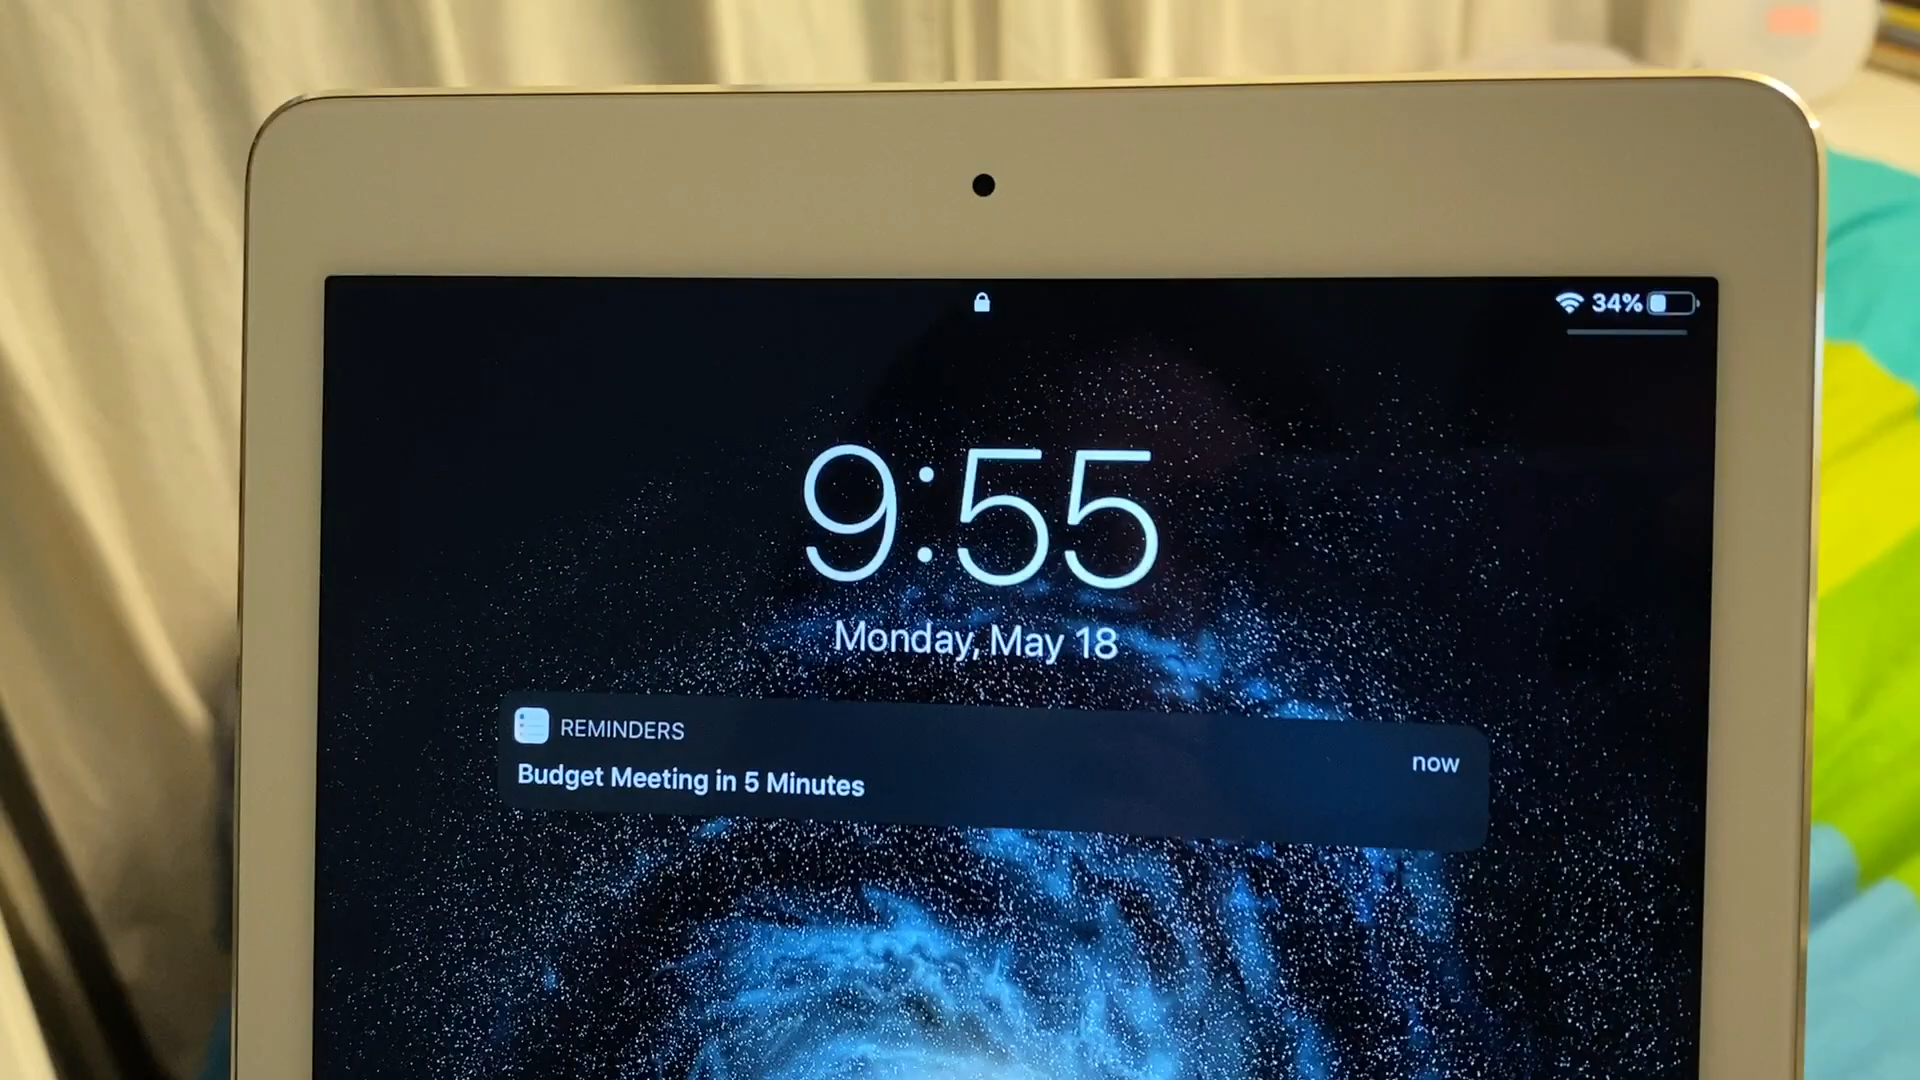 34%
9:55
Monday, May 18
REMINDERS
now
Budget Meeting in 5 Minutes